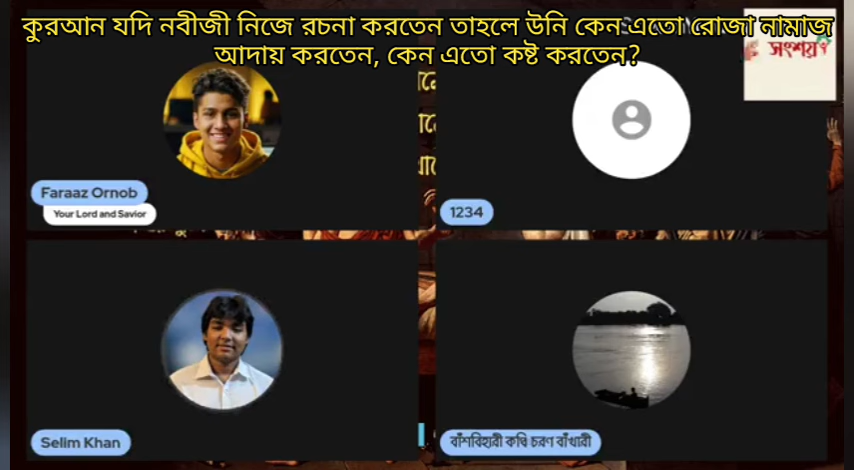 কুরআন যদি নবীজী নিজে রচনা করতেন তাহলে উনি কেন এতো রোজা নামাজ
আদায় করতেন, কেন এতো কষ্ট করতেন?
সংশয়
Faraaz Ornob
Your Lord and Savior
1234
Selim Khan
বাঁশবিহারী কবি চরণ বাঁখারী